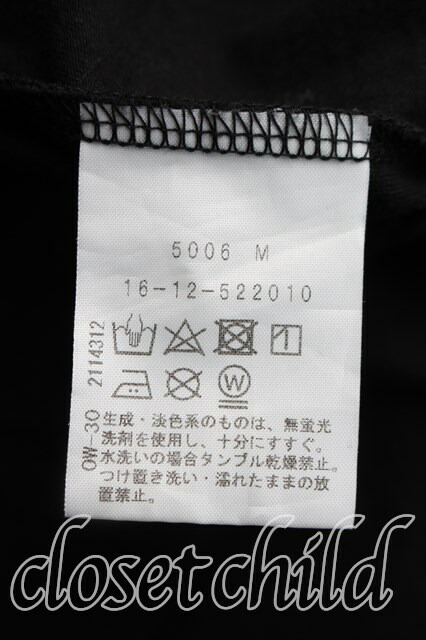 5006 M
16-12-522010
W
OW-30 2114312
生成・淡色系のものは、無蛍光
洗剤を使用し、十分にすすぐ。
水洗いの場合タンブル乾燥禁止。
つけ置き洗い・濡れたままの放
置禁止。
closet child